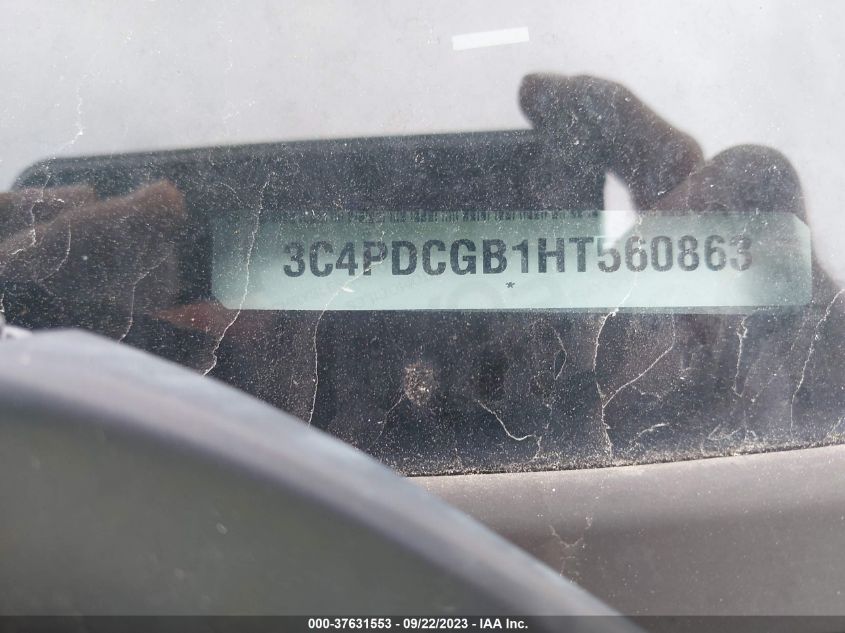 3C4PDCGB1HT560863
*
000-37631553 - 09/22/2023 - IAA Inc.